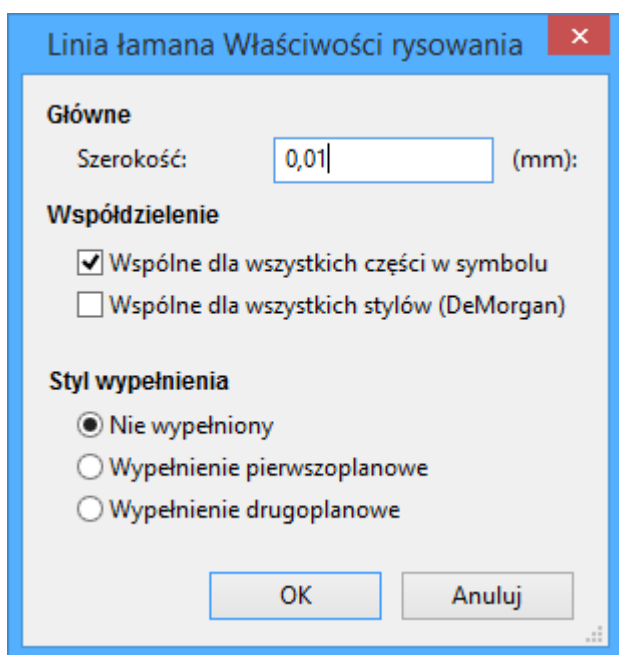 Linia łamana Właściwości rysowania
Główne
Szerokość: 0,01 (mm):
Współdzielenie
Wspólne dla wszystkich części w symbolu
Wspólne dla wszystkich stylów (DeMorgan)
Styl wypełnienia
Nie wypełniony
Wypełnienie pierwszoplanowe
Wypełnienie drugoplanowe
OK Anuluj